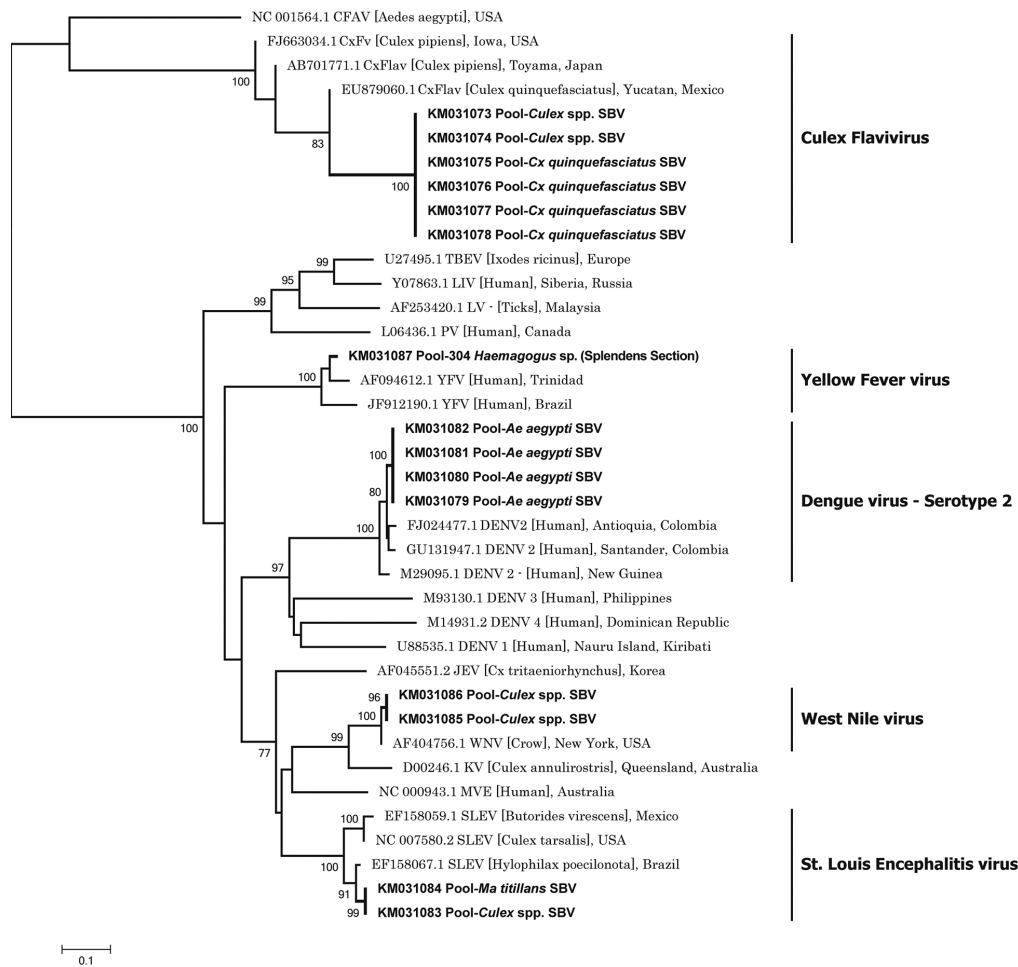 NC 001564.1 CFAV [Aedes aegypti], USA
FJ663034.1 CxFv [Culex pipiens], Iowa, USA
AB701771.1 CxFlav [Culex pipiens], Toyama, Japan
100
EU879060.1 CxFlav [Culex quinquefasciatus], Yucatan, Mexico
KM031073 Pool-Culex spp. SBV
KM031074 Pool-Culex spp. SBV
Culex Flavivirus
83
KM031075 Pool-Cx quinquefasciatus SBV
100
KM031076 Pool-Cx quinquefasciatus SBV
KM031077 Pool-Cx quinquefasciatus SBV
KM031078 Pool-Cx quinquefasciatus SBV
99
U27495.1 TBEV [Ixodes ricinus], Europe
95
Y07863.1 LIV [Human], Siberia, Russia
99
AF253420.1 LV - [Ticks], Malaysia
L06436.1 PV [Human], Canada
KM031087 Pool-304 Haemagogus sp. (Splendens Section)
100
AF094612.1 YFV [Human], Trinidad
Yellow Fever virus
JF912190.1 YFV [Human], Brazil
100
KM031082 Pool-Ae aegypti SBV
100
KM031081 Pool-Ae aegypti SBV
KM031080 Pool-Ae aegypti SBV
80
KM031079 Pool-Ae aegypti SBV
Dengue virus - Serotype 2
100
FJ024477.1 DENV2 [Human], Antioquia, Colombia
GU131947.1 DENV 2 [Human], Santander, Colombia
97
M29095.1 DENV 2 - [Human], New Guinea
M93130.1 DENV 3 [Human], Philippines
M14931.2 DENV 4 [Human], Dominican Republic
U88535.1 DENV 1 [Human], Nauru Island, Kiribati
AF045551.2 JEV [Cx tritaeniorhynchus], Korea
96
KM031086 Pool-Culex spp. SBV
100
KM031085 Pool-Culex spp. SBV
West Nile virus
99
AF404756.1 WNV [Crow], New York, USA
77
D00246.1 KV [Culex annulirostris], Queensland, Australia
NC 000943.1 MVE [Human], Australia
100
EF158059.1 SLEV [Butorides virescens], Mexico
NC 007580.2 SLEV [Culex tarsalis], USA
100
EF158067.1 SLEV [Hylophilax poecilonota], Brazil
St. Louis Encephalitis virus
91
KM031084 Pool-Ma titillans SBV
99
KM031083 Pool-Culex spp. SBV
0.1